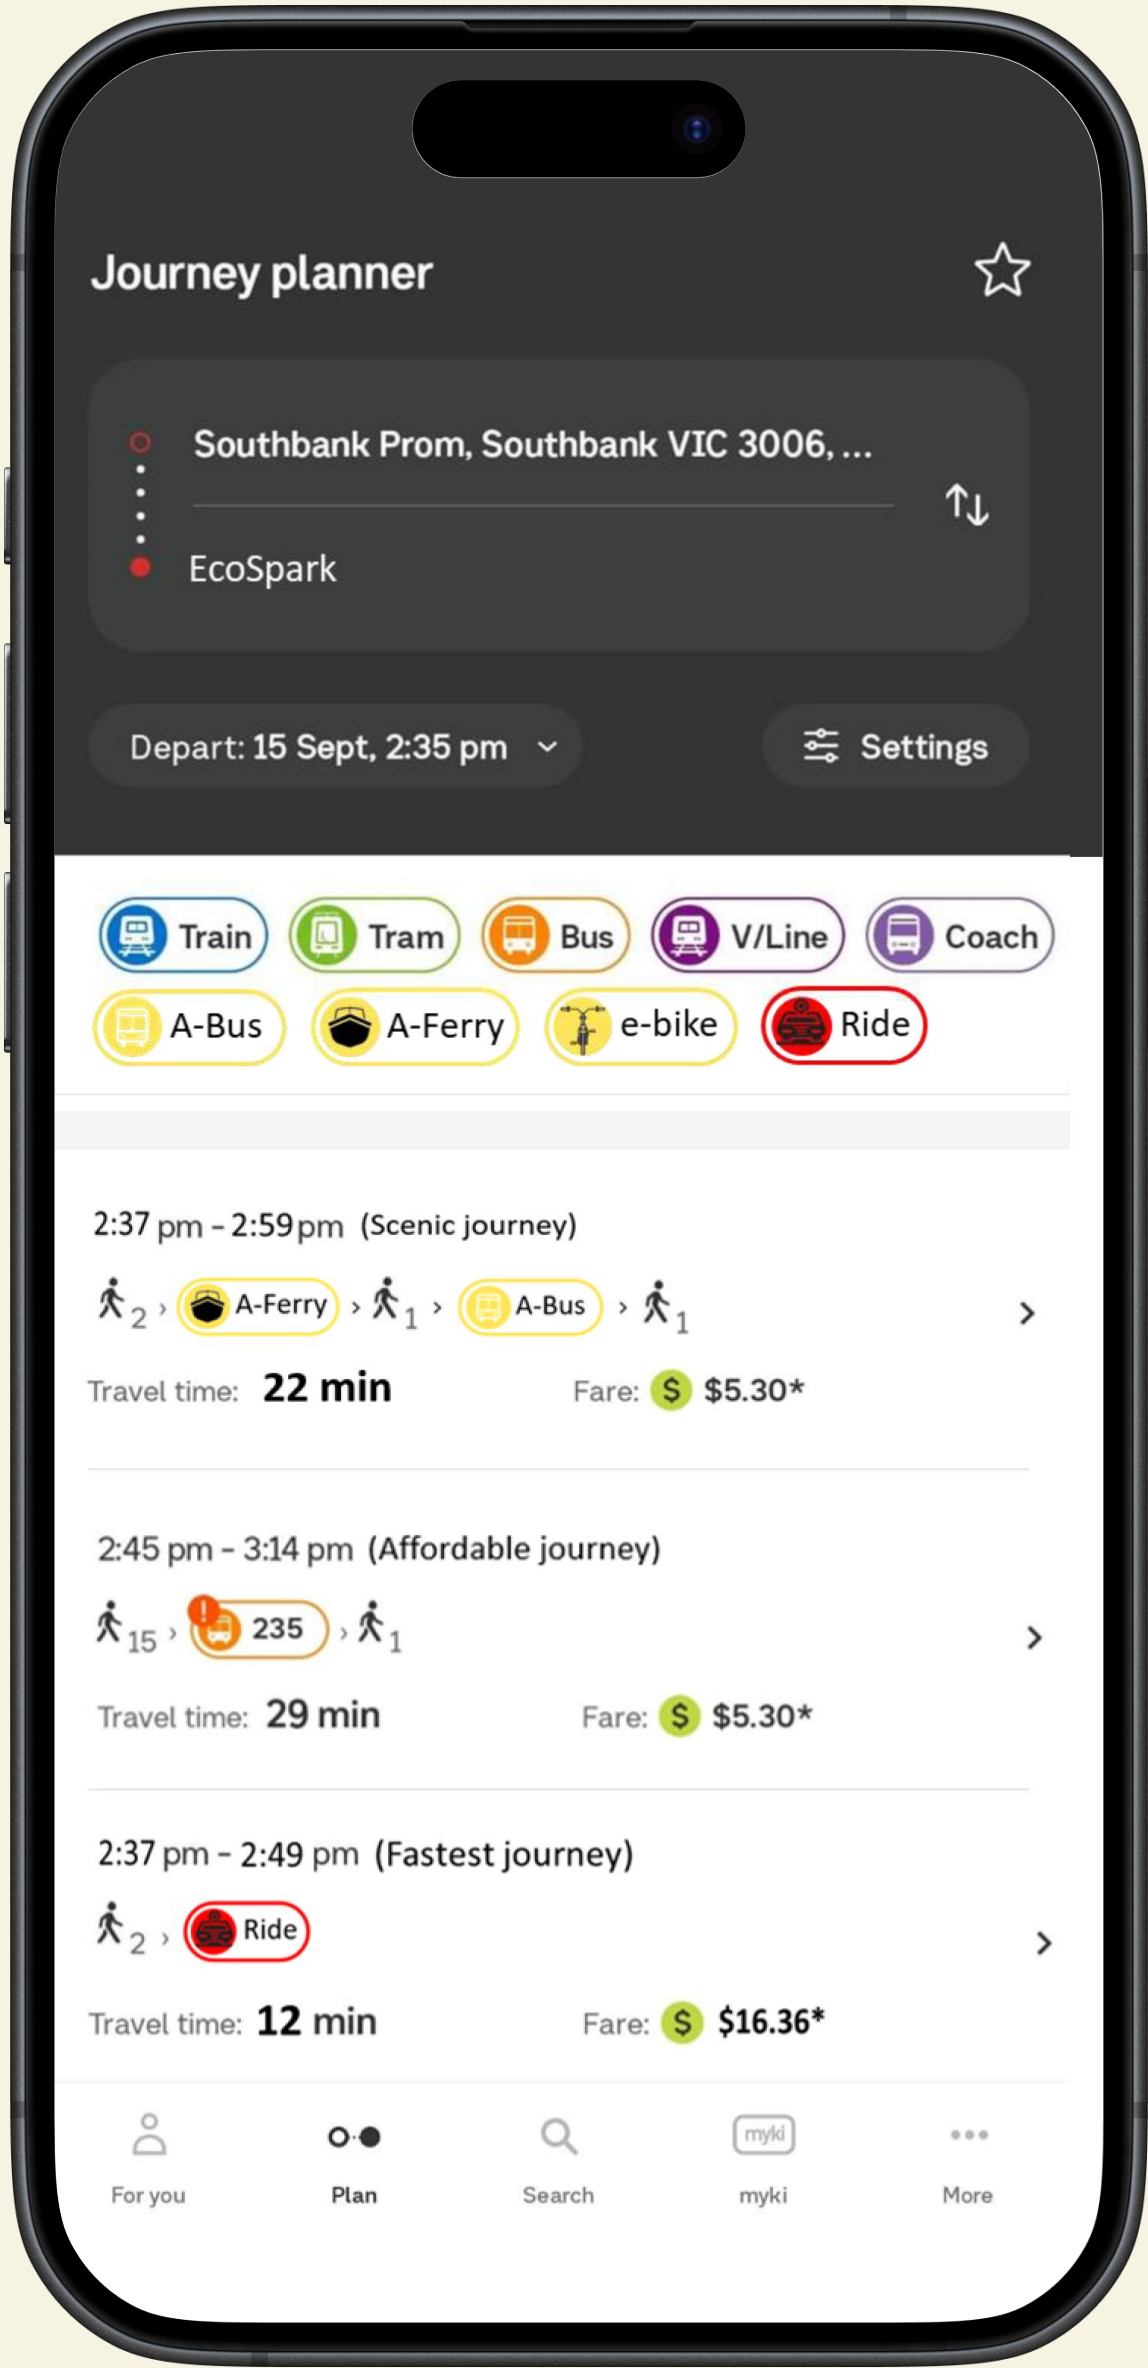 Journey planner
Southbank Prom, Southbank VIC 3006, ...
EcoSpark
Depart: 15 Sept, 2:35 pm
Settings
Train Tram Bus V/Line Coach
A-Bus A-Ferry e-bike Ride
2:37 pm – 2:59 pm (Scenic journey)
2 › A-Ferry › 1 › A-Bus › 1
Travel time: 22 min Fare: $ $5.30*
2:45 pm – 3:14 pm (Affordable journey)
15 › ! 235 › 1
Travel time: 29 min Fare: $ $5.30*
2:37 pm – 2:49 pm (Fastest journey)
2 › Ride
Travel time: 12 min Fare: $ $16.36*
myki
For you Plan Search myki More